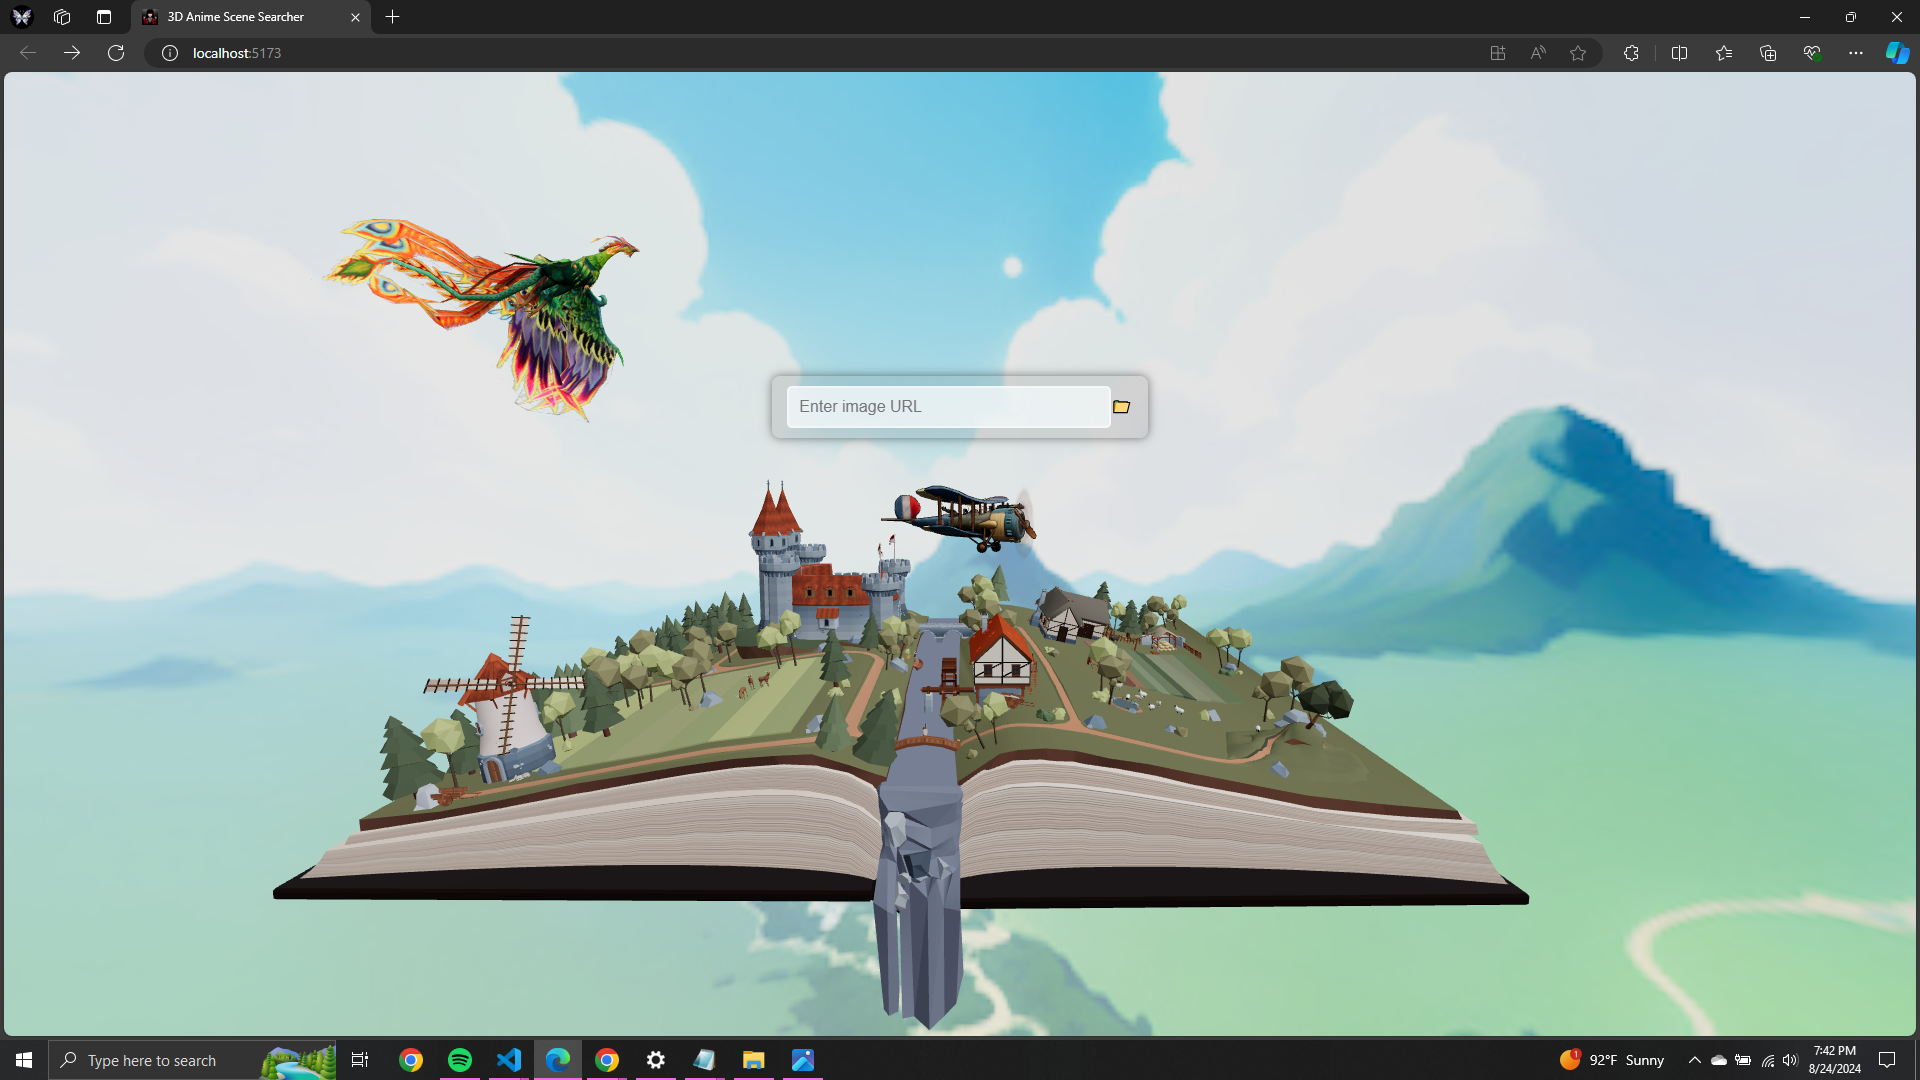 3D Anime Scene Searcher
localhost:5173
Enter image URL
Type here to search
1
92°F Sunny
7:42 PM
8/24/2024